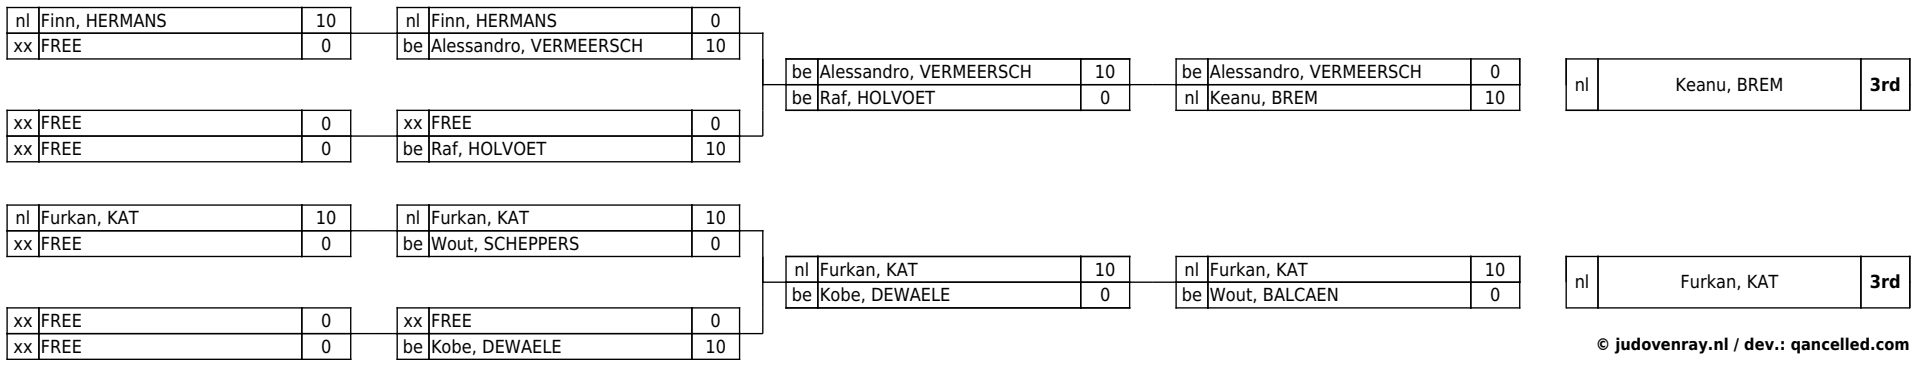 nl Finn, HERMANS 10
xx FREE 0
xx FREE 0
xx FREE 0
nl Furkan, KAT 10
xx FREE 0
xx FREE 0
xx FREE 0
nl Finn, HERMANS 0
be Alessandro, VERMEERSCH 10
xx FREE 0
be Raf, HOLVOET 10
nl Furkan, KAT 10
be Wout, SCHEPPERS 0
xx FREE 0
be Kobe, DEWAELE 10
be Alessandro, VERMEERSCH 10
be Raf, HOLVOET 0
nl Furkan, KAT 10
be Kobe, DEWAELE 0
be Alessandro, VERMEERSCH 0
nl Keanu, BREM 10
nl Furkan, KAT 10
be Wout, BALCAEN 0
nl Keanu, BREM 3rd
nl Furkan, KAT 3rd
© judovenray.nl / dev.: qancelled.com